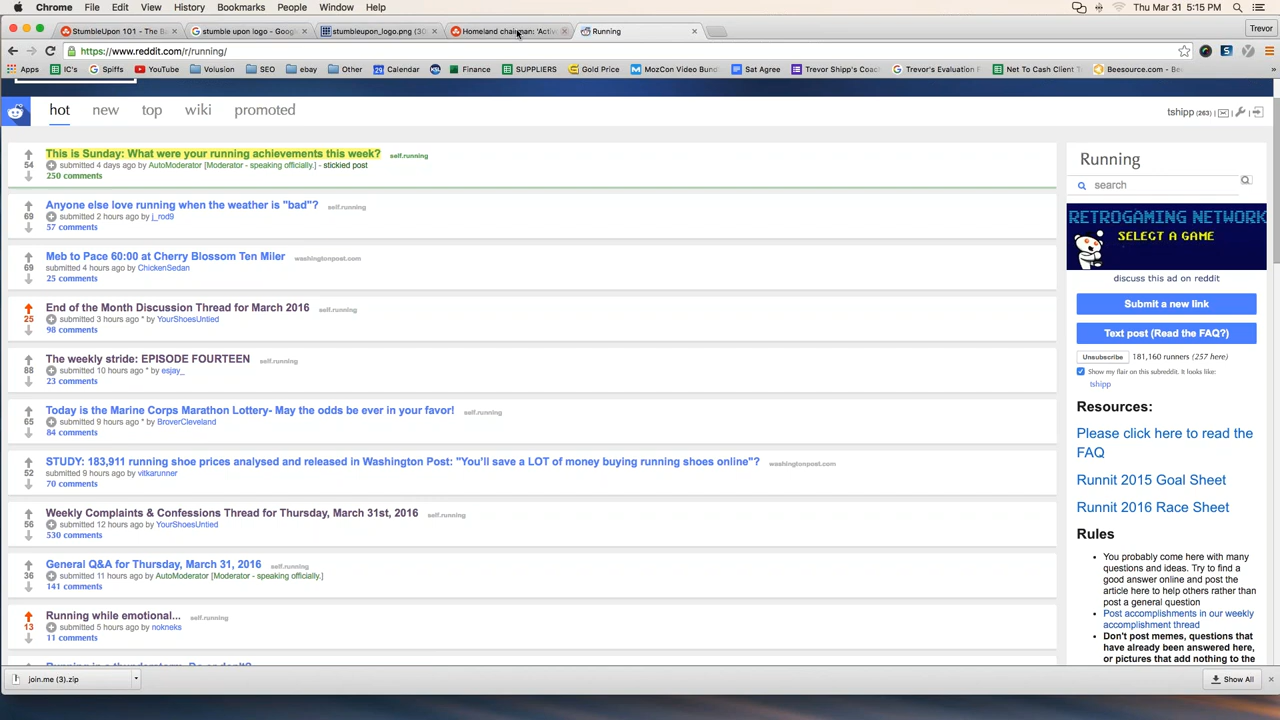 Chrome File Edit View History Bookmarks People Window Help Thu Mar 31 5:15 PM
StumbleUpon 101 - The Ba stumble upon logo - Google stumbleupon_logo.png (30 Homeland chairman: 'Activ Running Trevor
https://www.reddit.com/r/running/
Apps IC's Spiffs YouTube Volusion SEO ebay Other Calendar KSL Finance SUPPLIERS Gold Price MozCon Video Bund Sat Agree Trevor Shipp's Coach Trevor's Evaluation F Net To Cash Client T Beesource.com - Bee »
hot new top wiki promoted
tshipp (263) | | |
This is Sunday: What were your running achievements this week? self.running
54 submitted 4 days ago by AutoModerator [Moderator - speaking officially.] - stickied post
250 comments
Anyone else love running when the weather is "bad"? self.running
69 submitted 2 hours ago by j_rod9
57 comments
Meb to Pace 60:00 at Cherry Blossom Ten Miler washingtonpost.com
69 submitted 4 hours ago by ChickenSedan
25 comments
End of the Month Discussion Thread for March 2016 self.running
25 submitted 3 hours ago * by YourShoesUntied
98 comments
The weekly stride: EPISODE FOURTEEN self.running
88 submitted 10 hours ago * by esjay_
23 comments
Today is the Marine Corps Marathon Lottery- May the odds be ever in your favor! self.running
65 submitted 9 hours ago * by BroverCleveland
84 comments
STUDY: 183,911 running shoe prices analysed and released in Washington Post: "You'll save a LOT of money buying running shoes online"? washingtonpost.com
52 submitted 9 hours ago by vitkarunner
70 comments
Weekly Complaints & Confessions Thread for Thursday, March 31st, 2016 self.running
56 submitted 12 hours ago by YourShoesUntied
530 comments
General Q&A for Thursday, March 31, 2016 self.running
36 submitted 11 hours ago by AutoModerator [Moderator - speaking officially.]
141 comments
Running while emotional... self.running
13 submitted 5 hours ago by nokneks
11 comments
Running
search
RETROGAMING NETWORK
SELECT A GAME
discuss this ad on reddit
Submit a new link
Text post (Read the FAQ?)
Unsubscribe 181,160 runners (257 here)
Show my flair on this subreddit. It looks like:
tshipp
Resources:
Please click here to read the
FAQ
Runnit 2015 Goal Sheet
Runnit 2016 Race Sheet
Rules
• You probably come here with many
questions and ideas. Try to find a
good answer online and post the
article here to help others rather than
post a general question
• Post accomplishments in our weekly
accomplishment thread
• Don't post memes, questions that
have already been answered here,
or pictures that add nothing to the
join.me (3).zip
Show All